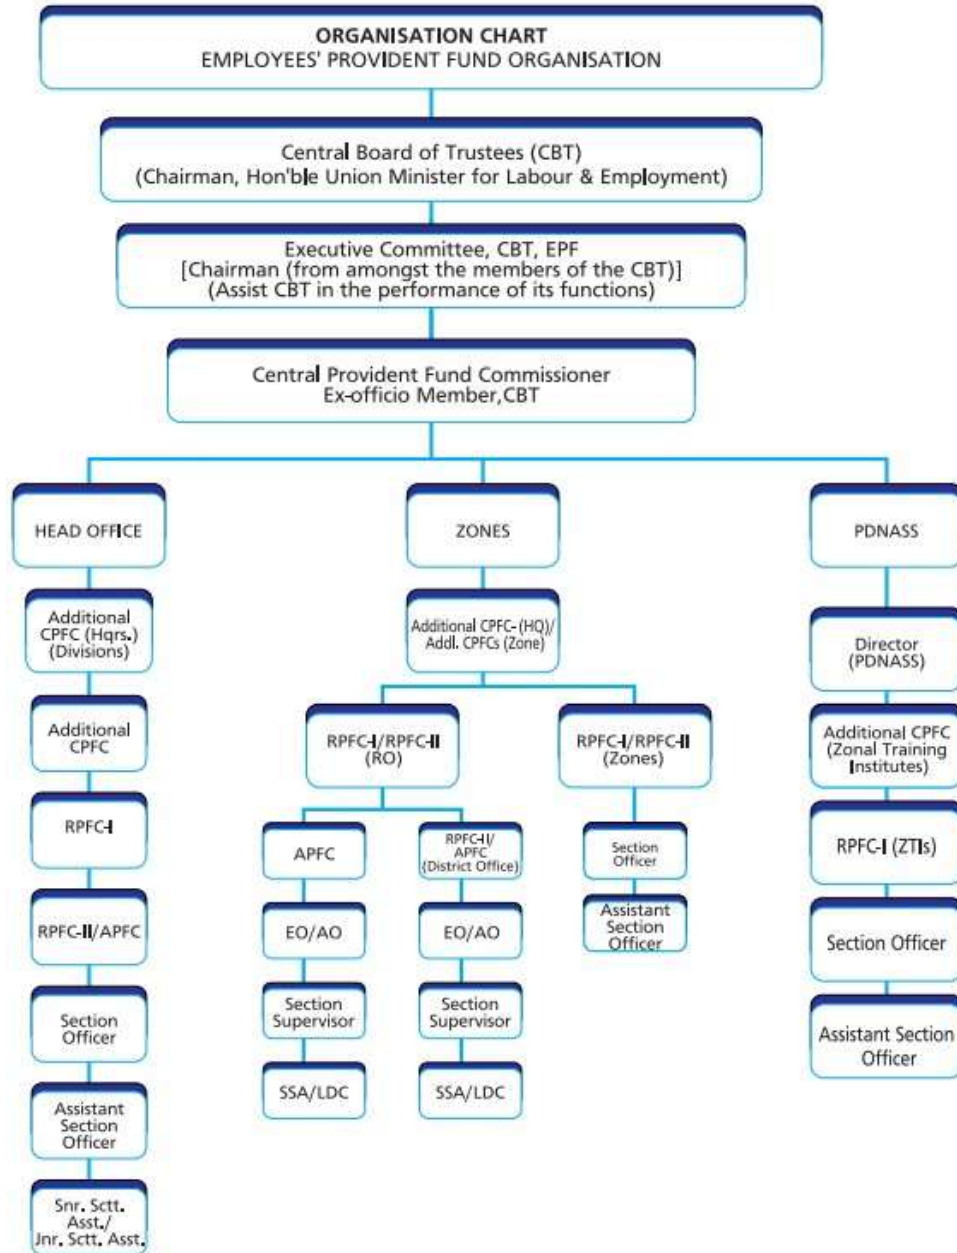 ORGANISATION CHART
EMPLOYEES' PROVIDENT FUND ORGANISATION
Central Board of Trustees (CBT)
(Chairman, Hon'ble Union Minister for Labour & Employment)
Executive Committee, CBT, EPF
[Chairman (from amongst the members of the CBT)]
(Assist CBT in the performance of its functions)
Central Provident Fund Commissioner
Ex-officio Member,CBT
HEAD OFFICE
Additional
CPFC (Hqrs.)
(Divisions)
Additional
CPFC
RPFC-I
RPFC-II/APFC
Section
Officer
Assistant
Section
Officer
Snr. Sctt.
Asst./
Jnr. Sctt. Asst.
ZONES
Additional CPFC- (HQ)/
Addl. CPFCs (Zone)
RPFC-I/RPFC-II
(RO)
APFC
EO/AO
Section
Supervisor
SSA/LDC
RPFC-II/
APFC
(District Office)
EO/AO
Section
Supervisor
SSA/LDC
RPFC-I/RPFC-II
(Zones)
Section
Officer
Assistant
Section
Officer
PDNASS
Director
(PDNASS)
Additional CPFC
(Zonal Training
Institutes)
RPFC-I (ZTIs)
Section Officer
Assistant Section
Officer